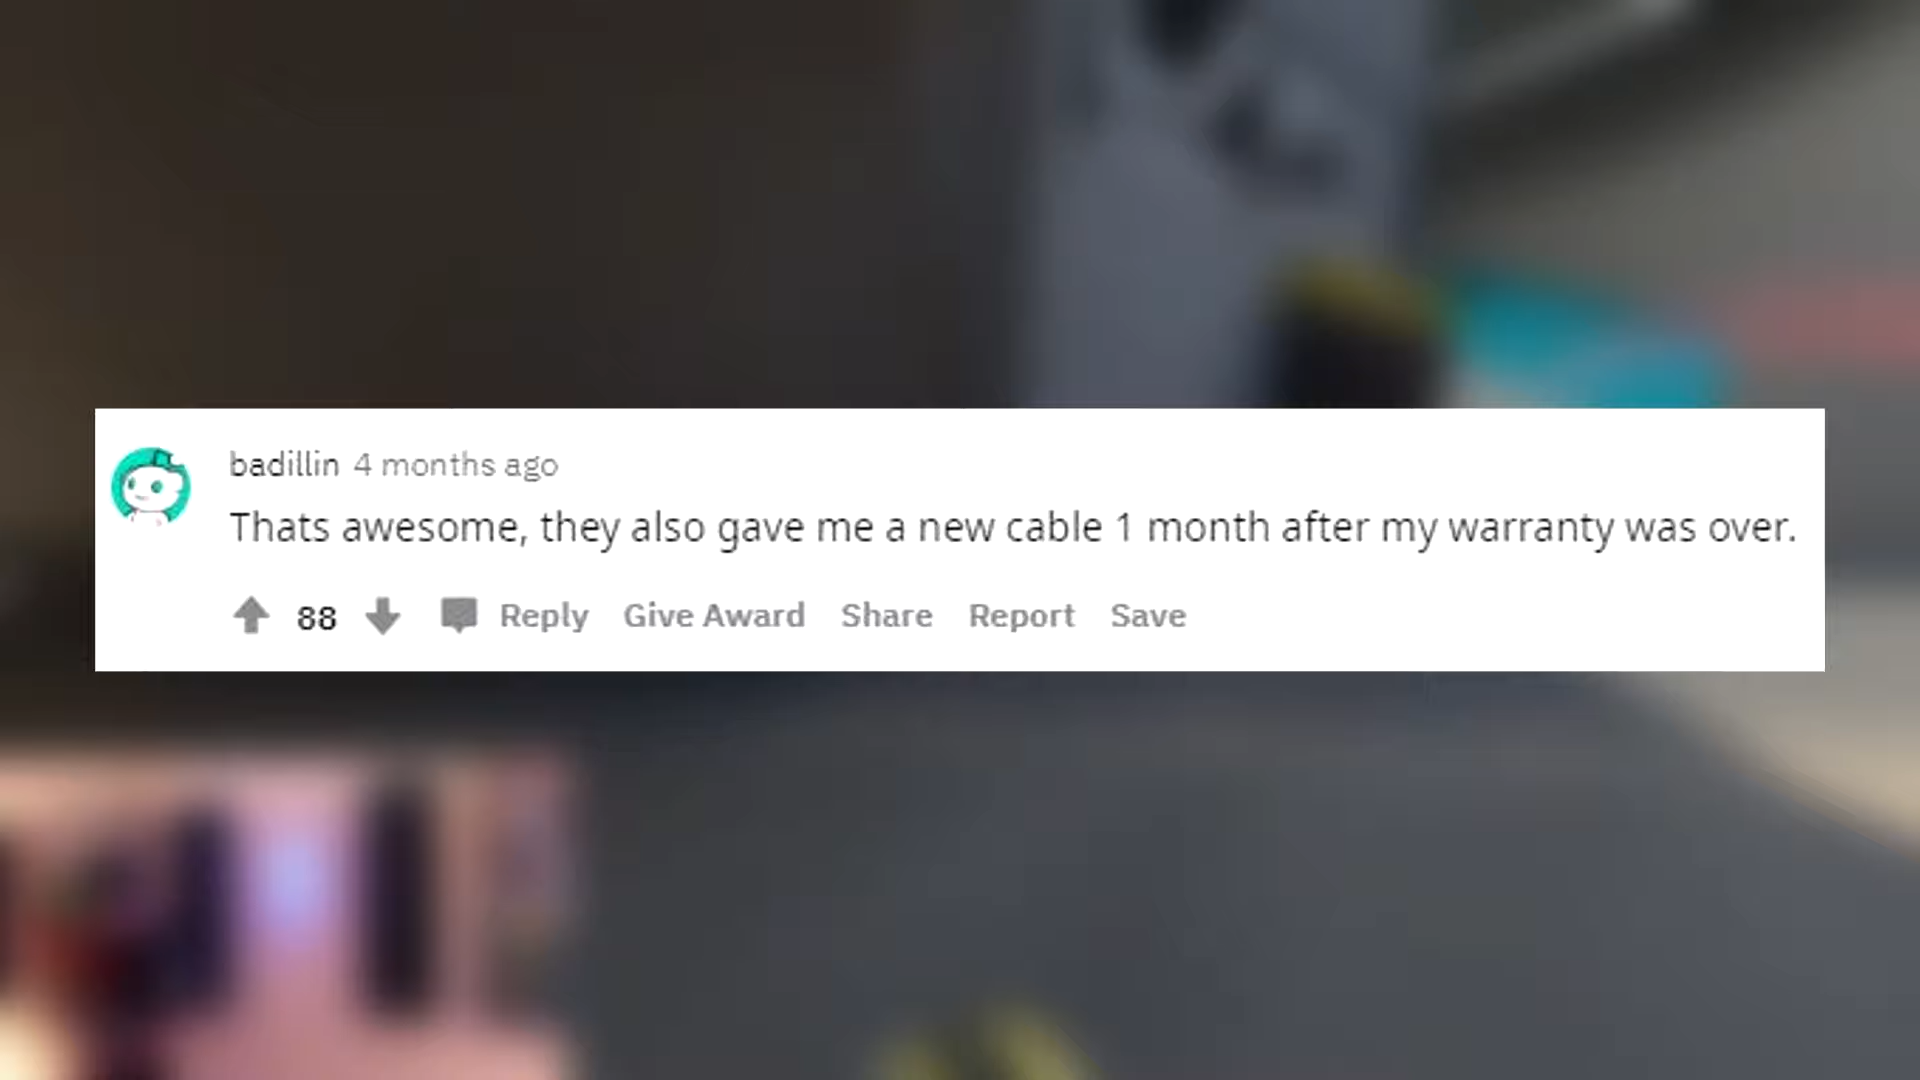 badillin 4 months ago
Thats awesome, they also gave me a new cable 1 month after my warranty was over.
88 Reply Give Award Share Report Save